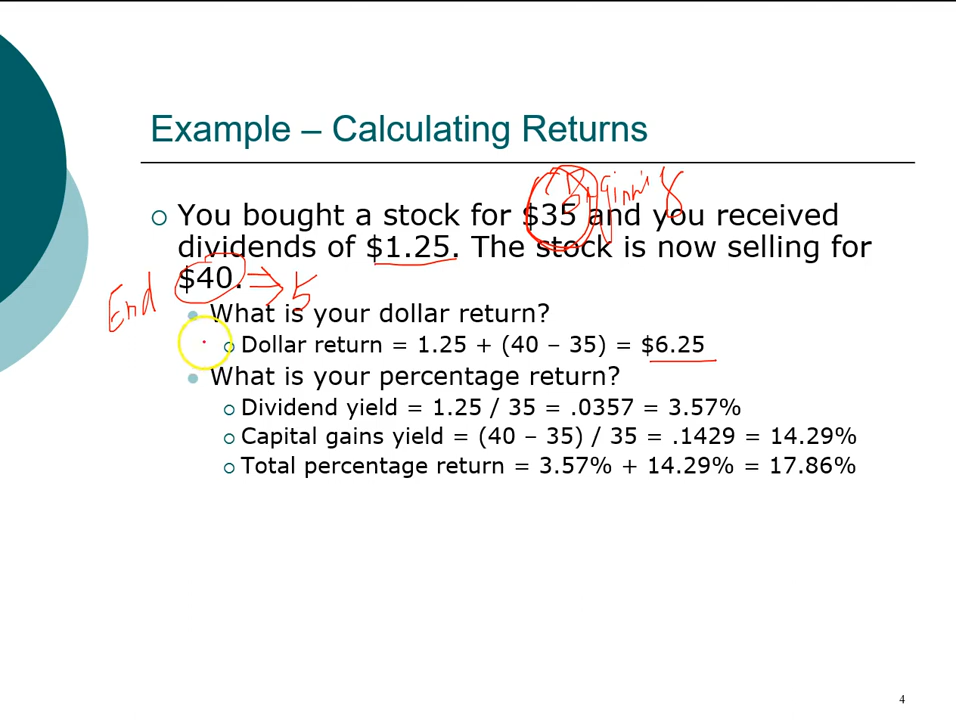 Example – Calculating Returns
You bought a stock for $35 and you received
dividends of $1.25. The stock is now selling for
$40.
End
5
What is your dollar return?
Dollar return = 1.25 + (40 – 35) = $6.25
What is your percentage return?
Dividend yield = 1.25 / 35 = .0357 = 3.57%
Capital gains yield = (40 – 35) / 35 = .1429 = 14.29%
Total percentage return = 3.57% + 14.29% = 17.86%
4